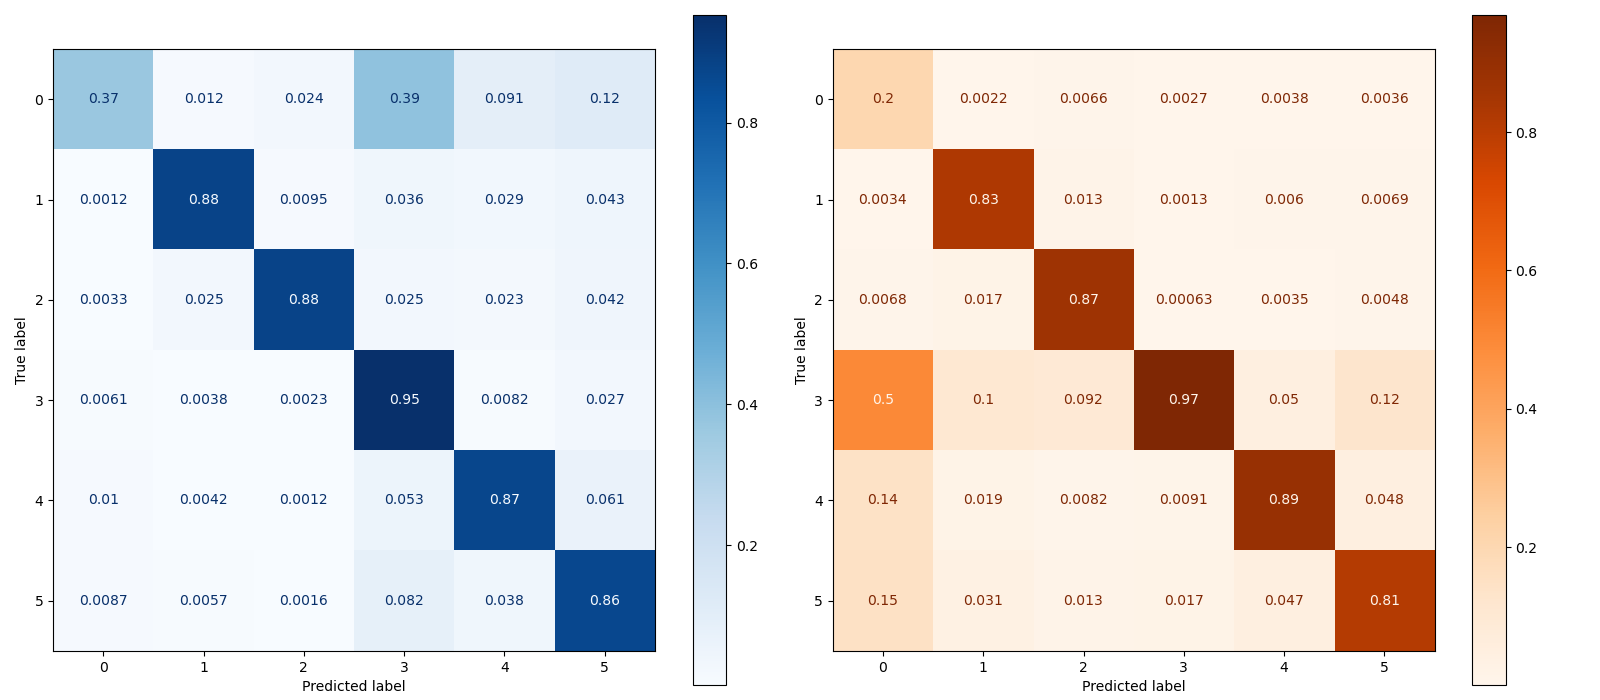 0 0.37 0.012 0.024 0.39 0.091 0.12
1 0.0012 0.88 0.0095 0.036 0.029 0.043
2 0.0033 0.025 0.88 0.025 0.023 0.042
3 0.0061 0.0038 0.0023 0.95 0.0082 0.027
4 0.01 0.0042 0.0012 0.053 0.87 0.061
5 0.0087 0.0057 0.0016 0.082 0.038 0.86
0 1 2 3 4 5
True label
Predicted label
0.8
0.6
0.4
0.2
0 0.2 0.0022 0.0066 0.0027 0.0038 0.0036
1 0.0034 0.83 0.013 0.0013 0.006 0.0069
2 0.0068 0.017 0.87 0.00063 0.0035 0.0048
3 0.5 0.1 0.092 0.97 0.05 0.12
4 0.14 0.019 0.0082 0.0091 0.89 0.048
5 0.15 0.031 0.013 0.017 0.047 0.81
0 1 2 3 4 5
True label
Predicted label
0.8
0.6
0.4
0.2